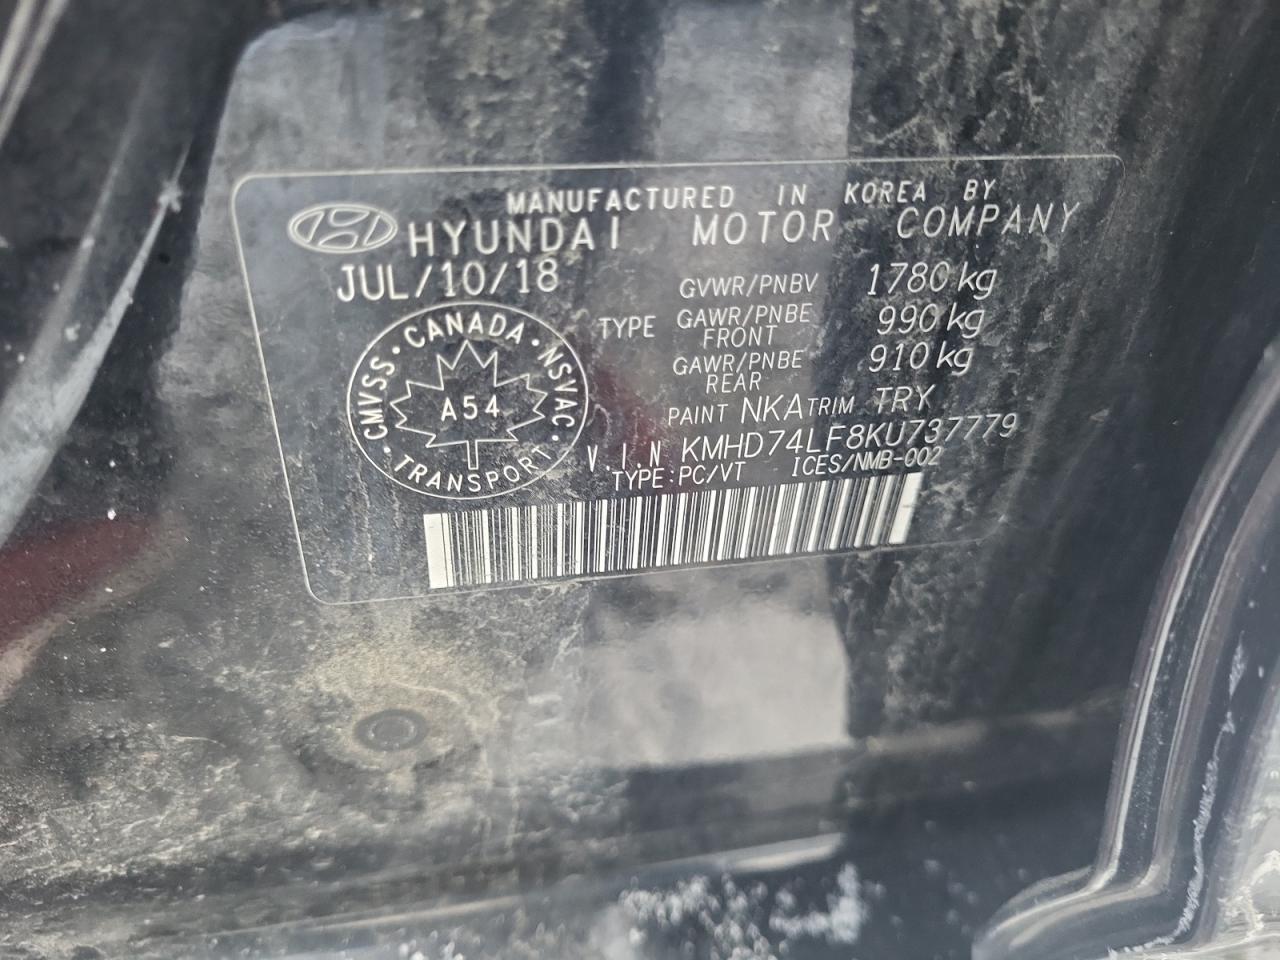 MANUFACTURED IN KOREA BY
HYUNDAI MOTOR COMPANY
JUL/10/18
GVWR/PNBV 1780 kg
TYPE GAWR/PNBE FRONT 990 kg
GAWR/PNBE REAR 910 kg
PAINT NKA TRIM TRY
V.I.N KMHD74LF8KU737779
TYPE:PC/VT ICES/NMB-002
CMVSS · CANADA · NSVAC · TRANSPORT ·
A54